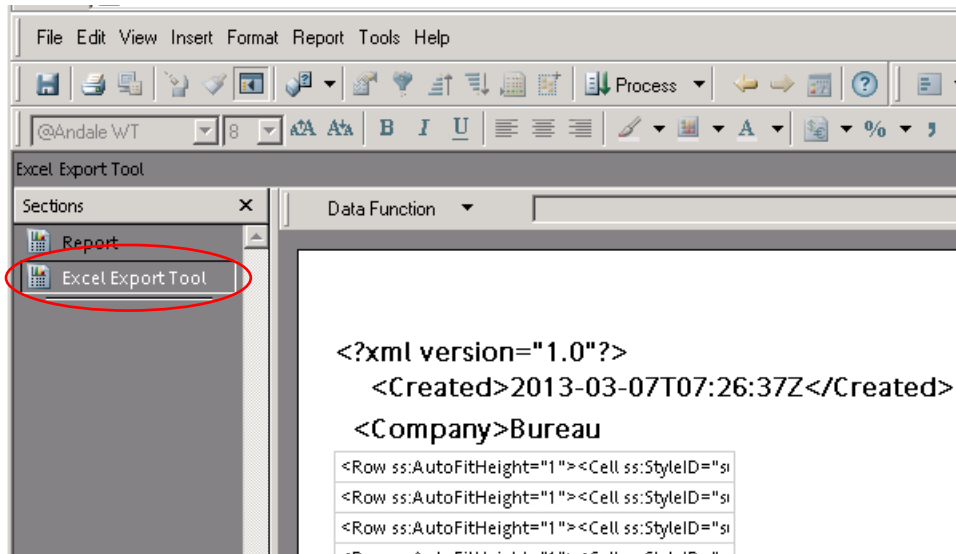 File Edit View Insert Format Report Tools Help
Process
@Andale WT 8 B I U A %
Excel Export Tool
Sections Data Function
Report
Excel Export Tool
<?xml version="1.0"?>
<Created>2013-03-07T07:26:37Z</Created>
<Company>Bureau
<Row ss:AutoFitHeight="1"><Cell ss:StyleID="
<Row ss:AutoFitHeight="1"><Cell ss:StyleID="
<Row ss:AutoFitHeight="1"><Cell ss:StyleID="